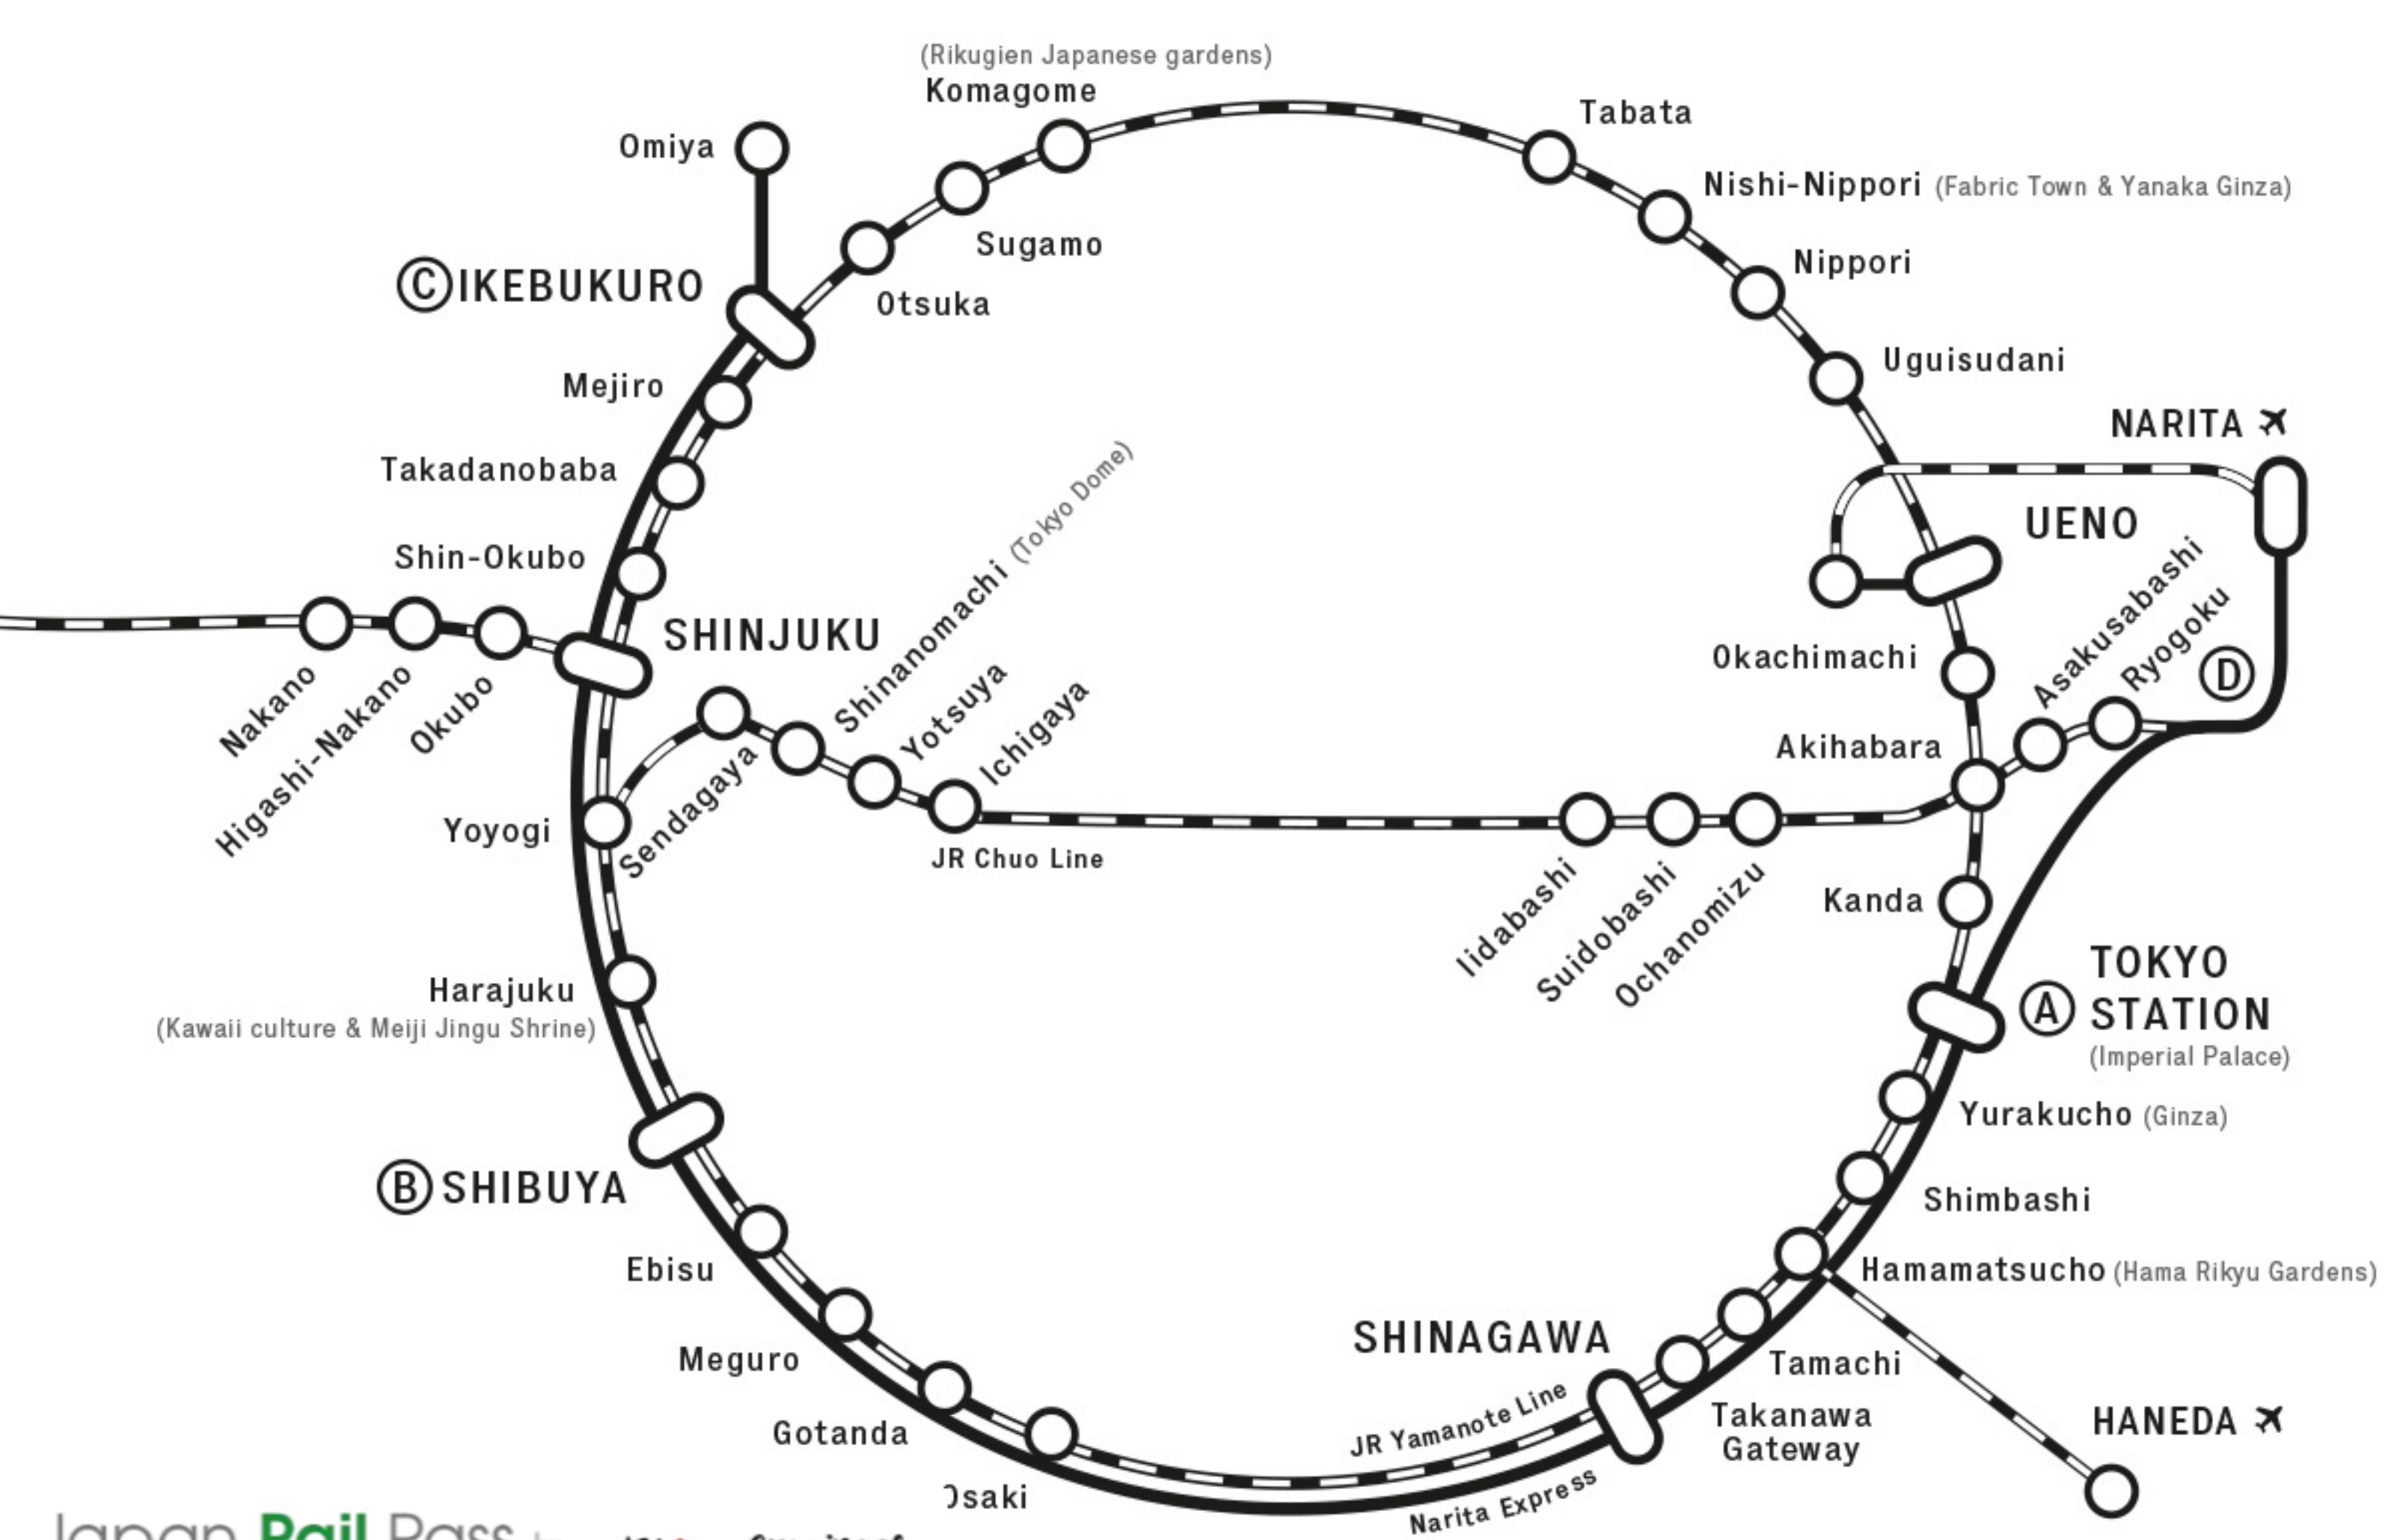 (Rikugien Japanese gardens)
Komagome
Tabata
Omiya
Nishi-Nippori (Fabric Town & Yanaka Ginza)
Sugamo
Nippori
C IKEBUKURO
Otsuka
Uguisudani
Mejiro
NARITA
Takadanobaba
UENO
Shin-Okubo
SHINJUKU
Shinanomachi (Tokyo Dome)
Yotsuya
Ichigaya
Sendagaya
Nakano
Higashi-Nakano
Okubo
Okachimachi
Asakusabashi
Ryogoku
D
Akihabara
Yoyogi
JR Chuo Line
Iidabashi
Suidobashi
Ochanomizu
Kanda
Harajuku
(Kawaii culture & Meiji Jingu Shrine)
A TOKYO
STATION
(Imperial Palace)
Yurakucho (Ginza)
B SHIBUYA
Shimbashi
Ebisu
Hamamatsucho (Hama Rikyu Gardens)
SHINAGAWA
Meguro
Tamachi
JR Yamanote Line
Takanawa
Gateway
HANEDA
Gotanda
Osaki
Narita Express
Japan Rail Pass